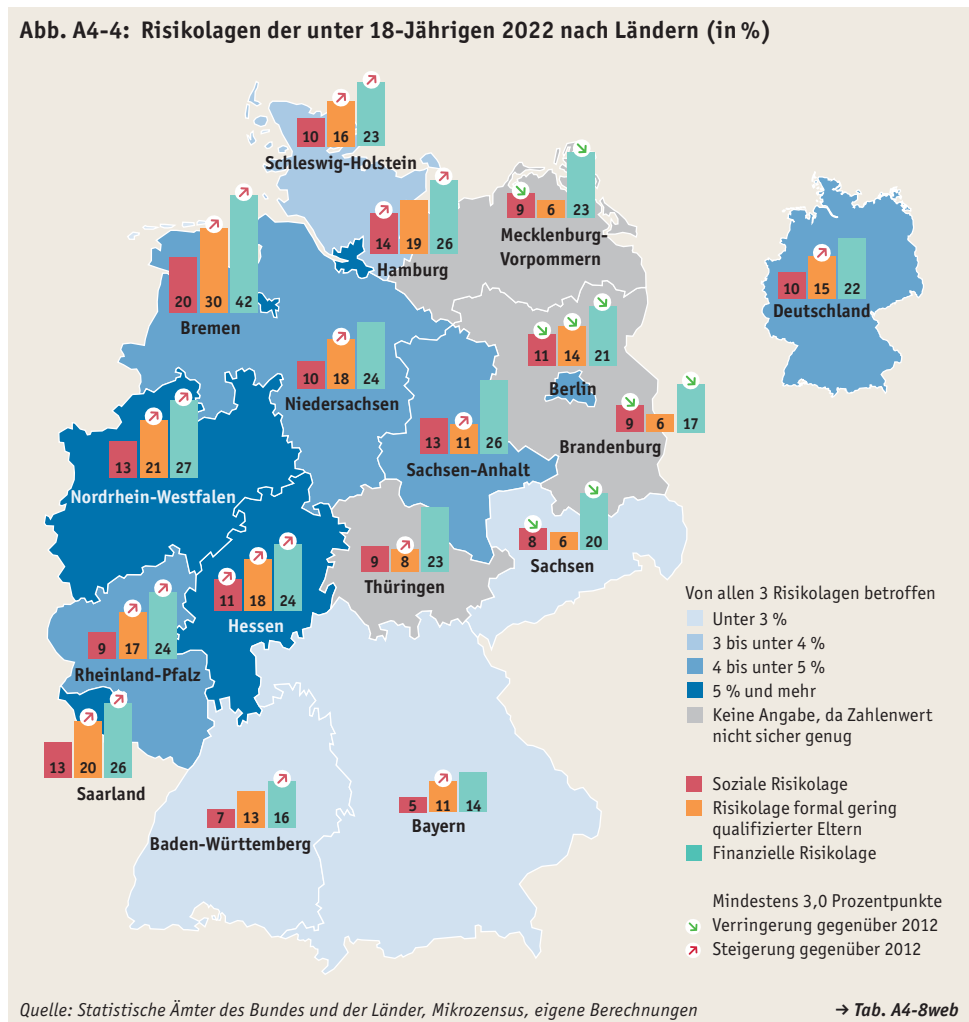 Abb. A4-4: Risikolagen der unter 18-Jährigen 2022 nach Ländern (in %)
10 16 23
Schleswig-Holstein
14 19 26
Hamburg
9 6 23
Mecklenburg-
Vorpommern
20 30 42
Bremen
10 15 22
Deutschland
10 18 24
Niedersachsen
11 14 21
Berlin
9 6 17
Brandenburg
13 11 26
Sachsen-Anhalt
13 21 27
Nordrhein-Westfalen
9 8 23
Thüringen
8 6 20
Sachsen
11 18 24
Hessen
9 17 24
Rheinland-Pfalz
13 20 26
Saarland
7 13 16
Baden-Württemberg
5 11 14
Bayern
Von allen 3 Risikolagen betroffen
Unter 3 %
3 bis unter 4 %
4 bis unter 5 %
5 % und mehr
Keine Angabe, da Zahlenwert
nicht sicher genug
Soziale Risikolage
Risikolage formal gering
qualifizierter Eltern
Finanzielle Risikolage
Mindestens 3,0 Prozentpunkte
Verringerung gegenüber 2012
Steigerung gegenüber 2012
Quelle: Statistische Ämter des Bundes und der Länder, Mikrozensus, eigene Berechnungen → Tab. A4-8web